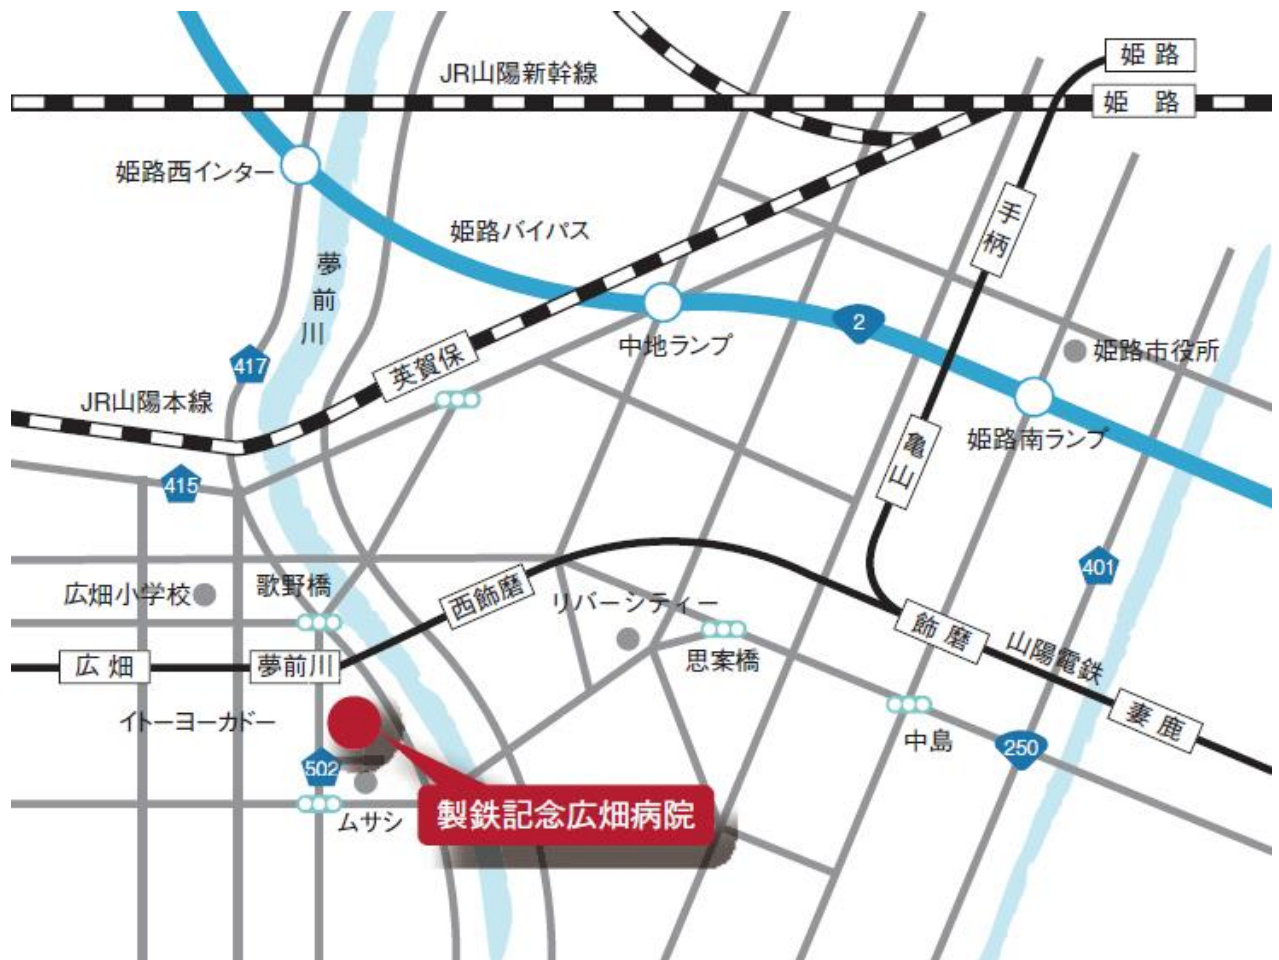 姫路
JR山陽新幹線
姫路
姫路西インター
手柄
姫路バイパス
夢前川
2
中地ランプ
姫路市役所
417
英賀保
JR山陽本線
姫路南ランプ
亀山
415
401
歌野橋
広畑小学校
西飾磨
リバーシティー
飾磨
山陽電鉄
思案橋
広畑
夢前川
イトーヨーカドー
妻鹿
中島
250
502
製鉄記念広畑病院
ムサシ